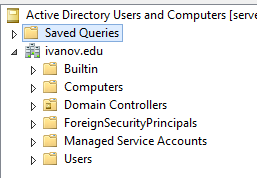 Active Directory Users and Computers [serve
Saved Queries
ivanov.edu
Builtin
Computers
Domain Controllers
ForeignSecurityPrincipals
Managed Service Accounts
Users